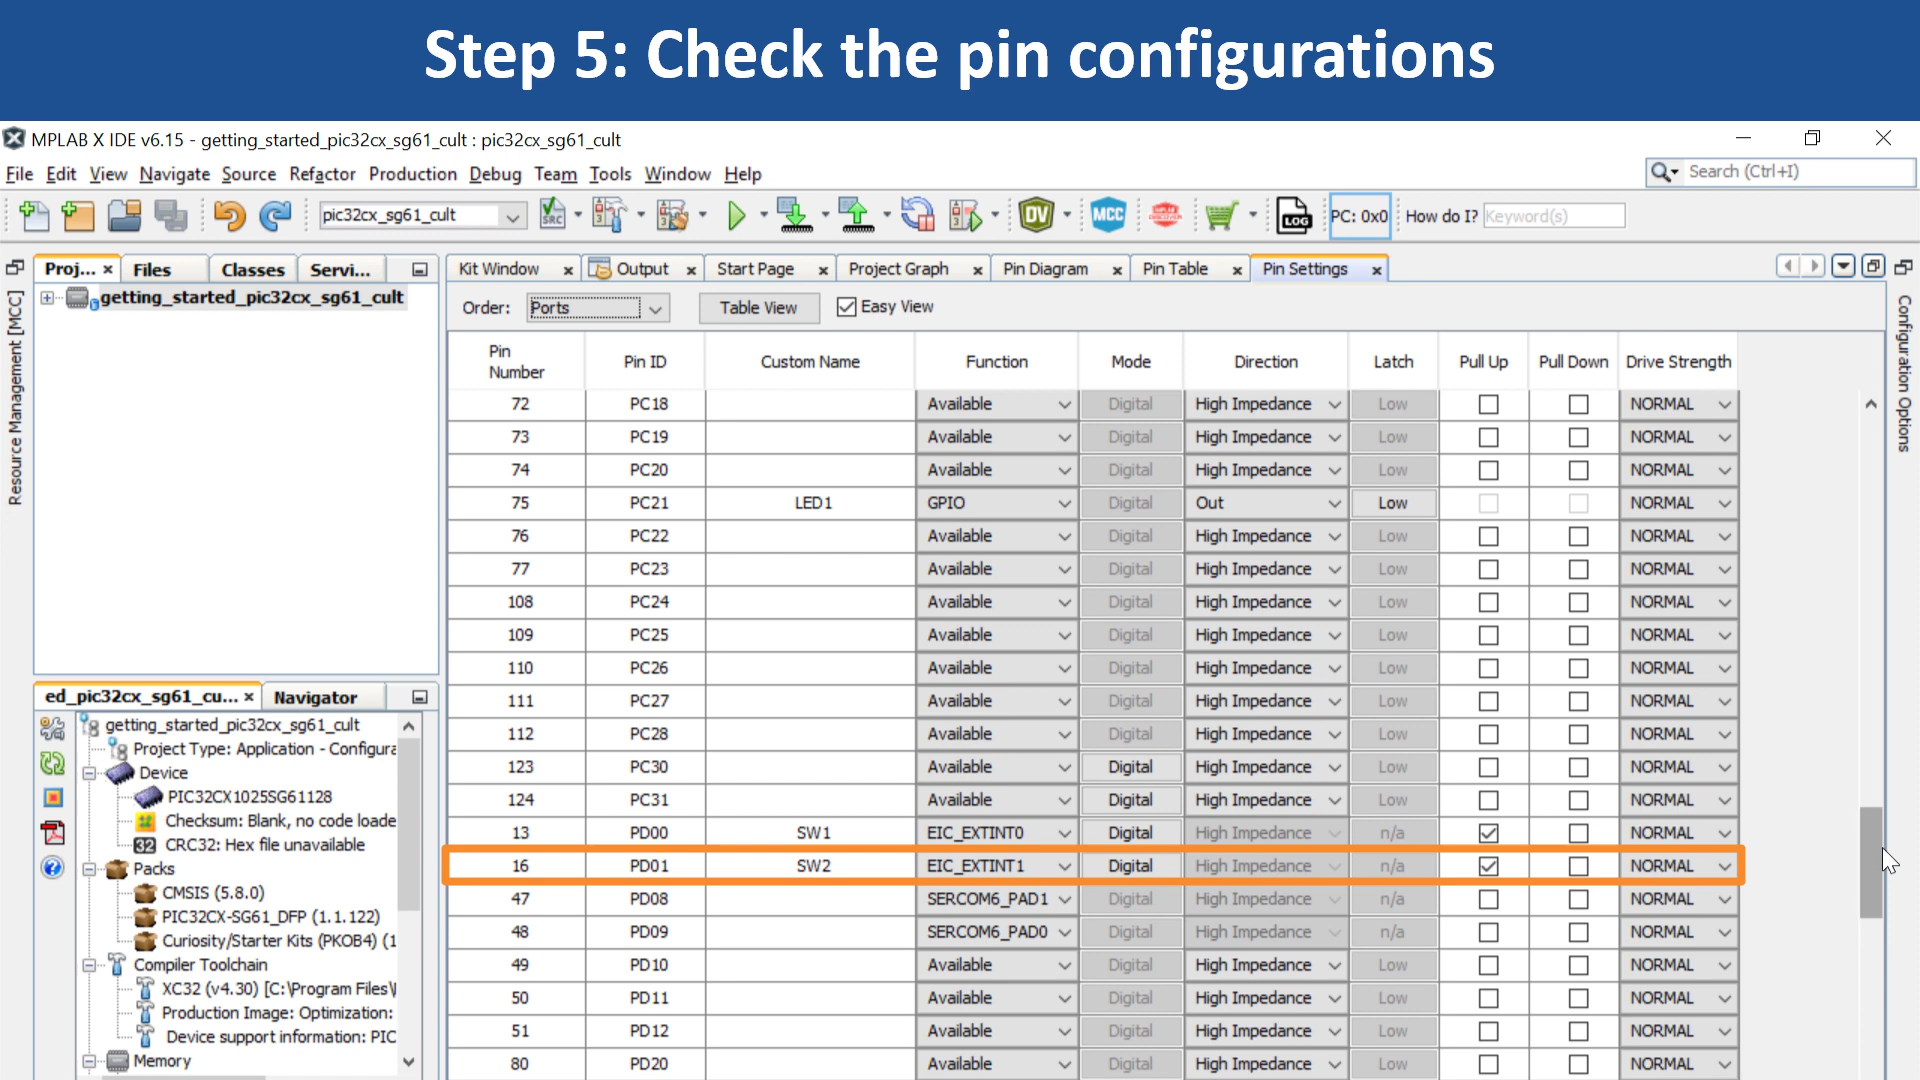 Step 5: Check the pin configurations
MPLAB X IDE v6.15 - getting_started_pic32cx_sg61_cult : pic32cx_sg61_cult
File Edit View Navigate Source Refactor Production Debug Team Tools Window Help
Search (Ctrl+I)
pic32cx_sg61_cult
SRC
DV
MCC
LOG
PC: 0x0
How do I? Keyword(s)
Proj... Files Classes Servi...
Kit Window Output Start Page Project Graph Pin Diagram Pin Table Pin Settings
Resource Management [MCC]
Configuration Options
getting_started_pic32cx_sg61_cult
Order: Ports Table View Easy View
Pin Number Pin ID Custom Name Function Mode Direction Latch Pull Up Pull Down Drive Strength
72 PC18 Available Digital High Impedance Low NORMAL
73 PC19 Available Digital High Impedance Low NORMAL
74 PC20 Available Digital High Impedance Low NORMAL
75 PC21 LED1 GPIO Digital Out Low NORMAL
76 PC22 Available Digital High Impedance Low NORMAL
77 PC23 Available Digital High Impedance Low NORMAL
108 PC24 Available Digital High Impedance Low NORMAL
109 PC25 Available Digital High Impedance Low NORMAL
110 PC26 Available Digital High Impedance Low NORMAL
111 PC27 Available Digital High Impedance Low NORMAL
112 PC28 Available Digital High Impedance Low NORMAL
123 PC30 Available Digital High Impedance Low NORMAL
124 PC31 Available Digital High Impedance Low NORMAL
13 PD00 SW1 EIC_EXTINT0 Digital High Impedance n/a NORMAL
16 PD01 SW2 EIC_EXTINT1 Digital High Impedance n/a NORMAL
47 PD08 SERCOM6_PAD1 Digital High Impedance n/a NORMAL
48 PD09 SERCOM6_PAD0 Digital High Impedance n/a NORMAL
49 PD10 Available Digital High Impedance Low NORMAL
50 PD11 Available Digital High Impedance Low NORMAL
51 PD12 Available Digital High Impedance Low NORMAL
80 PD20 Available Digital High Impedance Low NORMAL
ed_pic32cx_sg61_cu... Navigator
getting_started_pic32cx_sg61_cult
Project Type: Application - Configura
Device
PIC32CX1025SG61128
Checksum: Blank, no code loade
32 CRC32: Hex file unavailable
Packs
CMSIS (5.8.0)
PIC32CX-SG61_DFP (1.1.122)
Curiosity/Starter Kits (PKOB4) (1
Compiler Toolchain
XC32 (v4.30) [C:\Program Files\
Production Image: Optimization:
Device support information: PIC
Memory